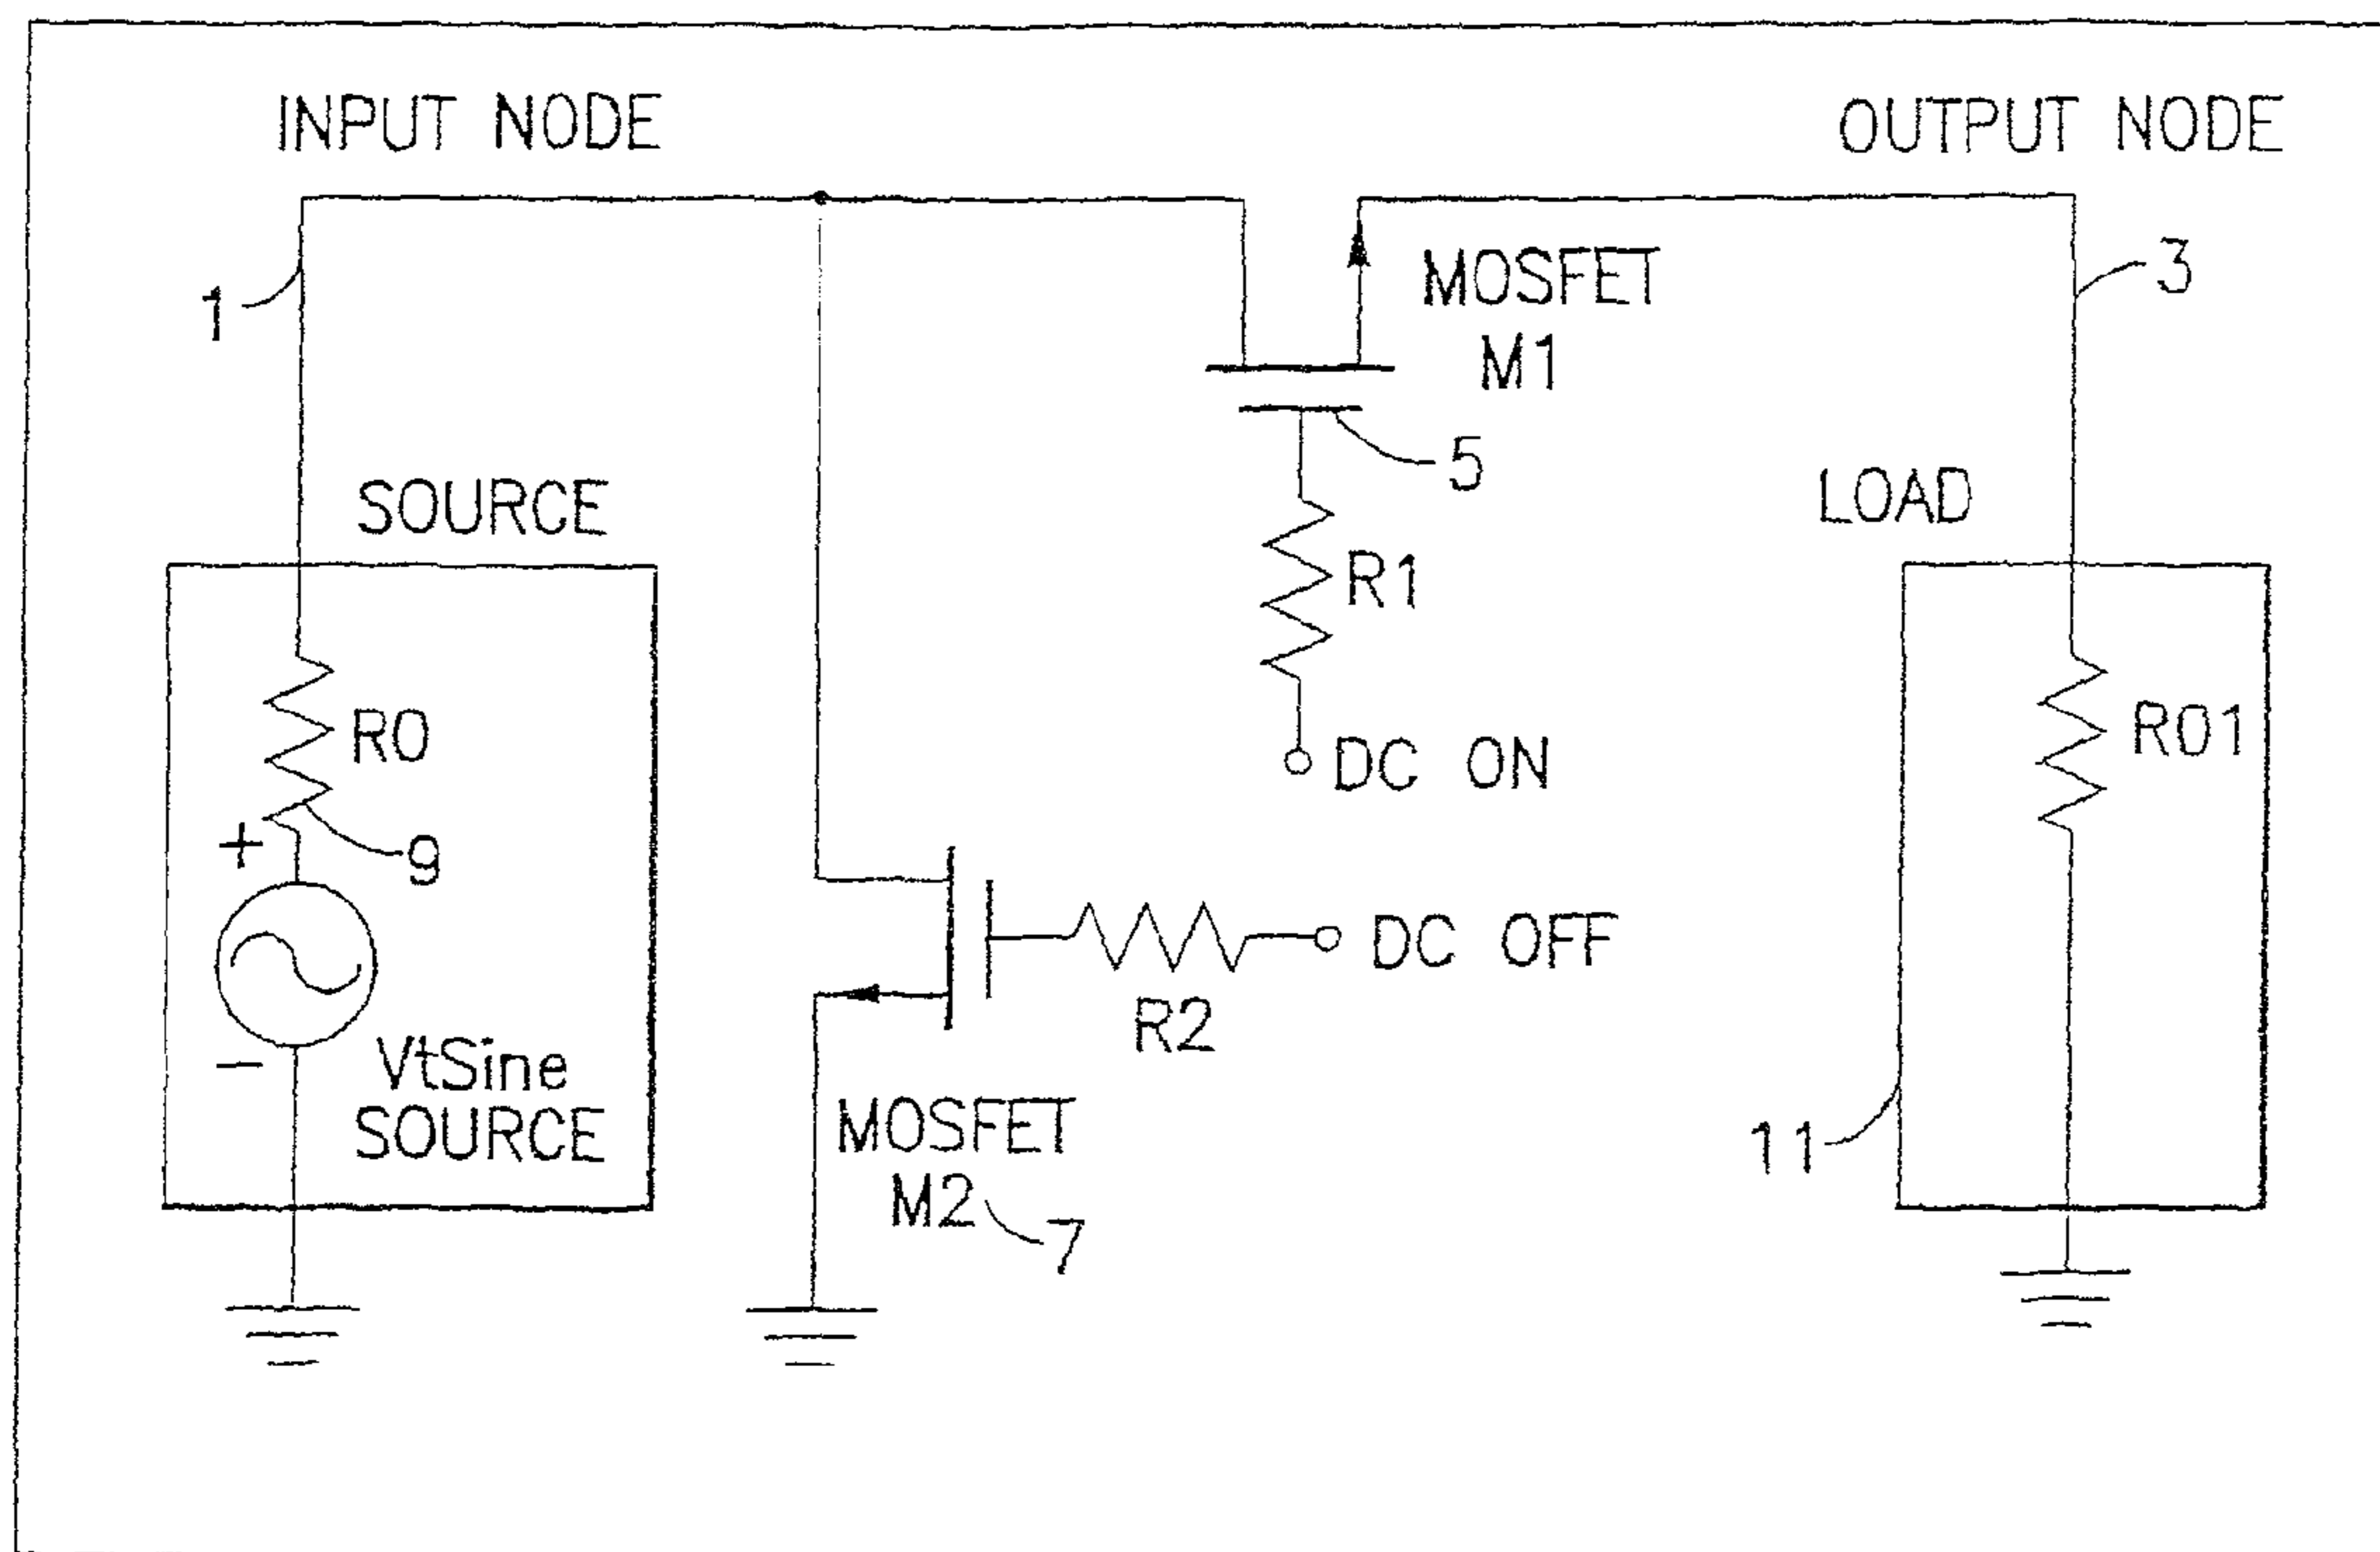 INPUT NODE
OUTPUT NODE
1
MOSFET
M1
3
5
SOURCE
LOAD
R1
R0
R01
DC ON
+
9
DC OFF
R2
−
VtSine
SOURCE
MOSFET
M2
7
11